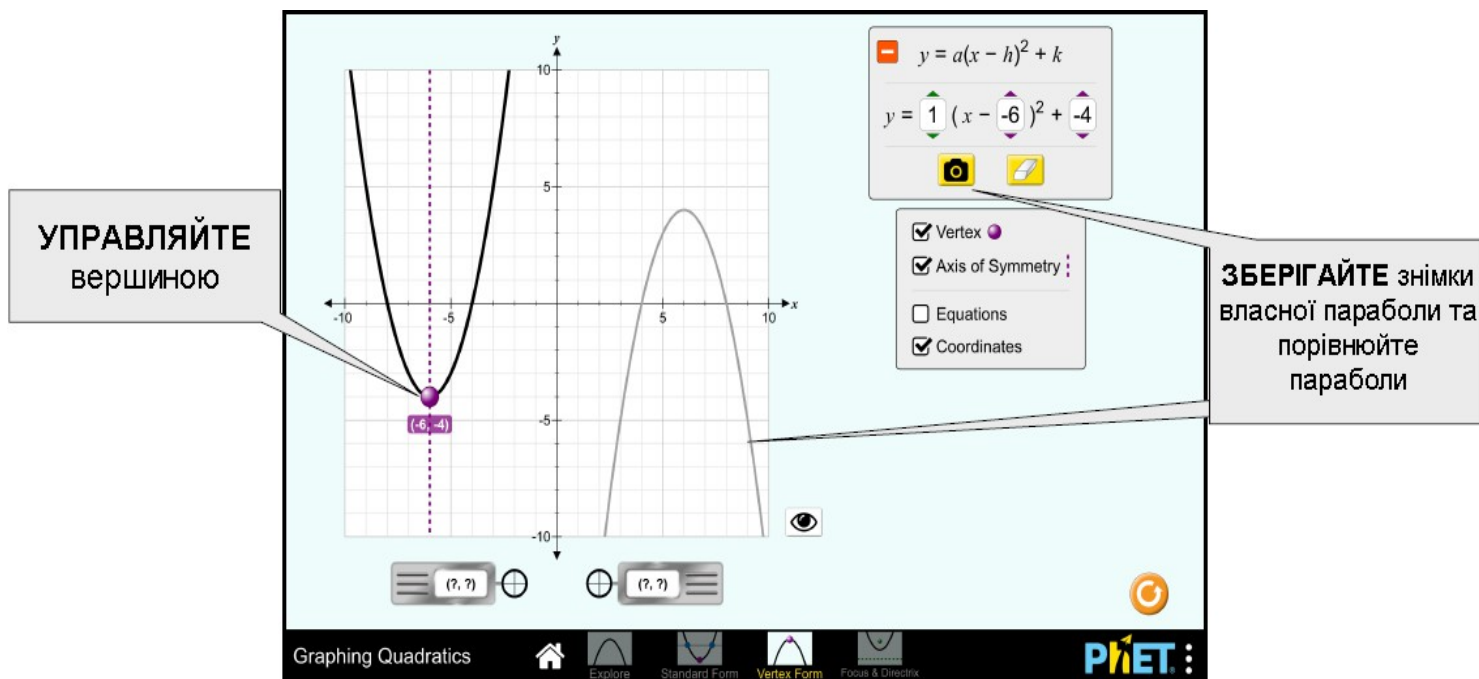 УПРАВЛЯЙТЕ
вершиною
y
10
5
-10
-5
5
10
x
(-6, -4)
-5
-10
(?, ?)
(?, ?)
y = a(x − h)² + k
y = 1 (x − -6)² + -4
Vertex
Axis of Symmetry
Equations
Coordinates
ЗБЕРІГАЙТЕ знімки
власної параболи та
порівнюйте
параболи
Graphing Quadratics
Explore
Standard Form
Vertex Form
Focus & Directrix
PhET